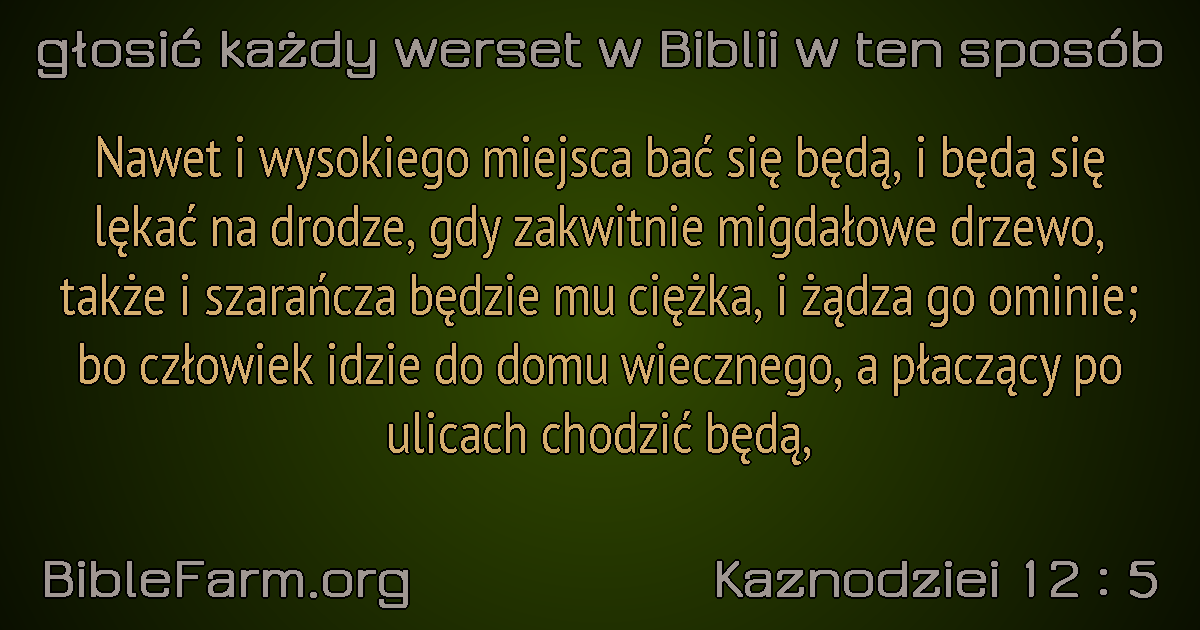 głosić każdy werset w Biblii w ten sposób
Nawet i wysokiego miejsca bać się będą, i będą się
lękać na drodze, gdy zakwitnie migdałowe drzewo,
także i szarańcza będzie mu ciężka, i żądza go ominie;
bo człowiek idzie do domu wiecznego, a płaczący po
ulicach chodzić będą,
BibleFarm.org
Kaznodziei 12 : 5